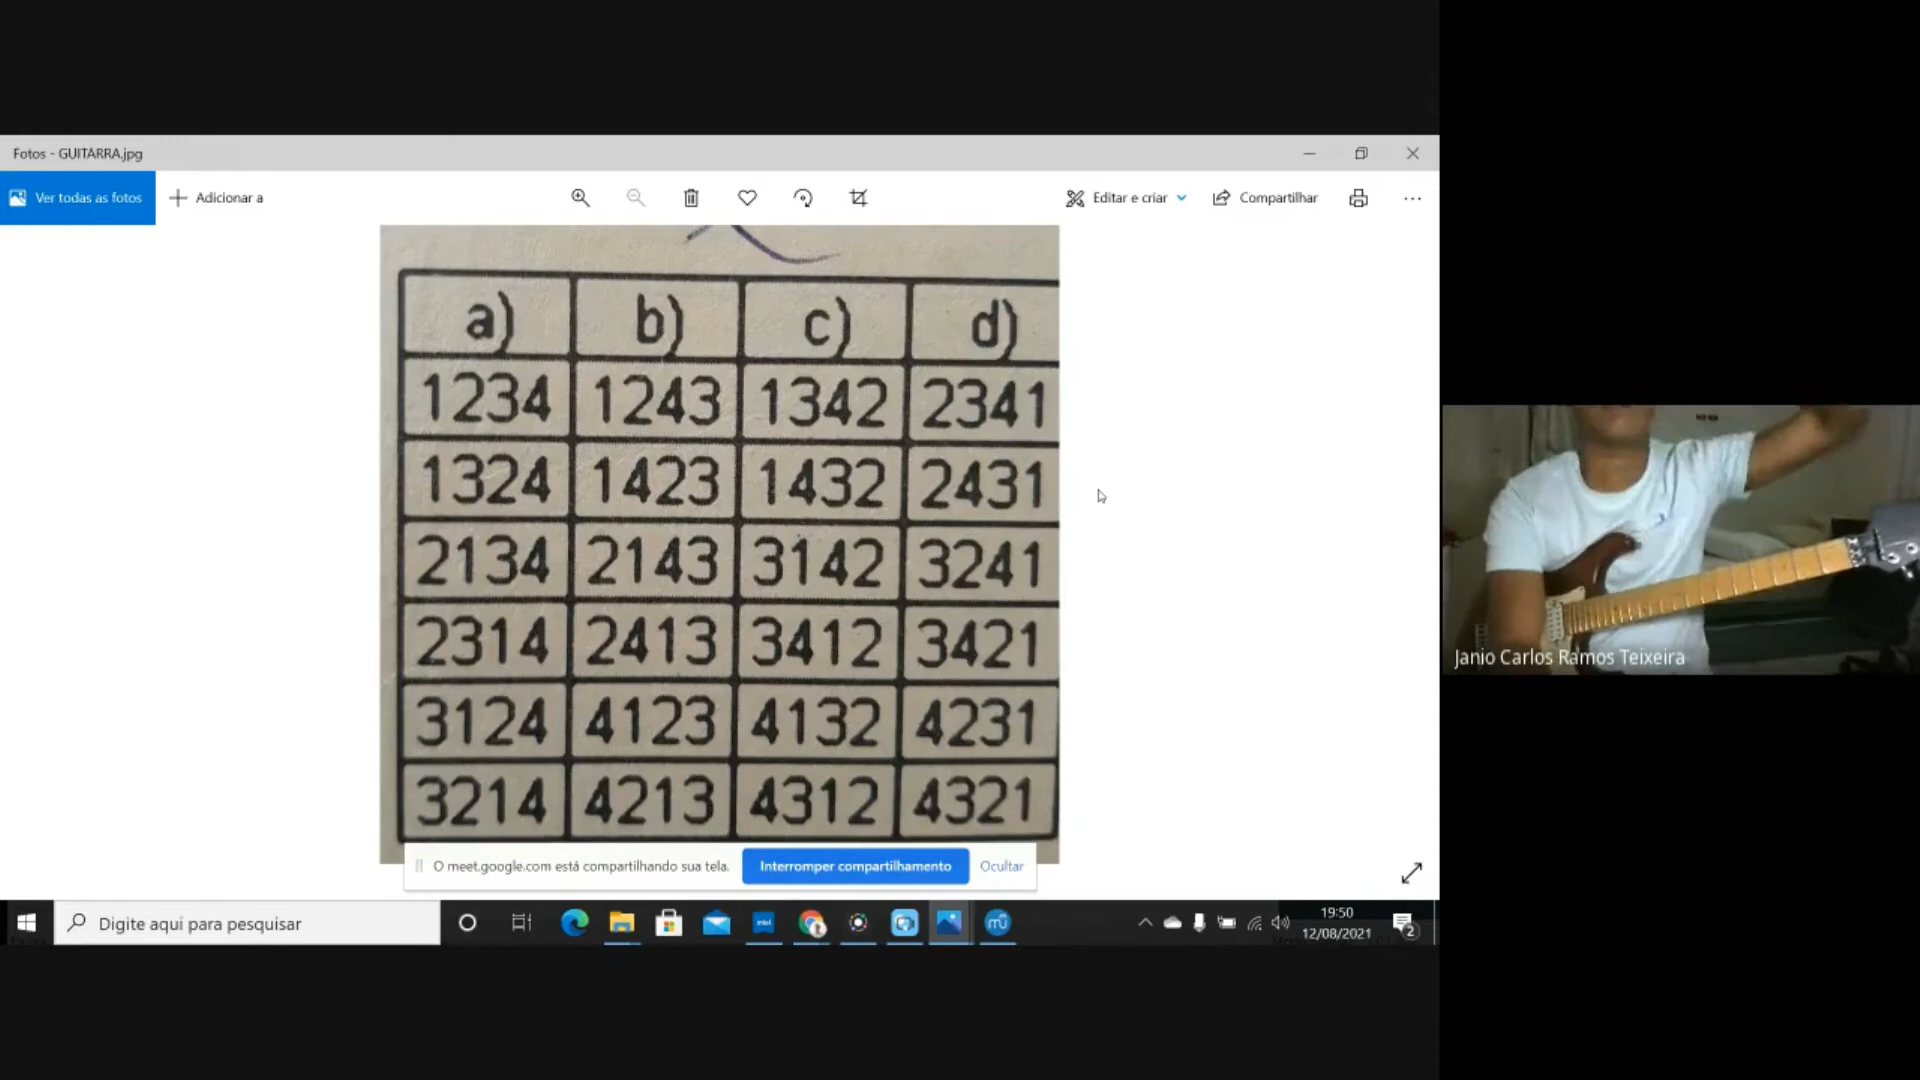 Fotos - GUITARRA.jpg
Ver todas as fotos
Adicionar a
Editar e criar
Compartilhar
a) b) c) d)
1234 1243 1342 2341
1324 1423 1432 2431
2134 2143 3142 3241
2314 2413 3412 3421
3124 4123 4132 4231
3214 4213 4312 4321
Janio Carlos Ramos Teixeira
O meet.google.com está compartilhando sua tela.
Interromper compartilhamento
Ocultar
Digite aqui para pesquisar
intel
mű
19:50
12/08/2021
2